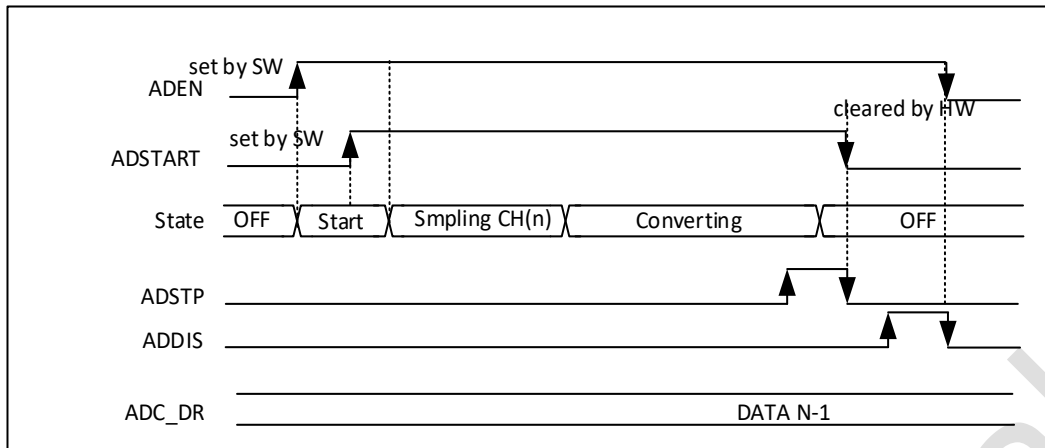 set by SW
ADEN
cleared by HW
set by SW
ADSTART
State OFF Start Smpling CH(n) Converting OFF
ADSTP
ADDIS
ADC_DR DATA N-1